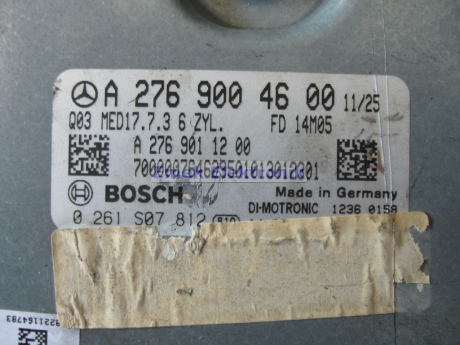 A 276 900 46 00 11/25
Q03 MED17.7.3 6 ZYL. FD 14M05
A 276 901 12 00
BOSCH
Made in Germany
0 261 S07 812
DI-MOTRONIC 1236 0158